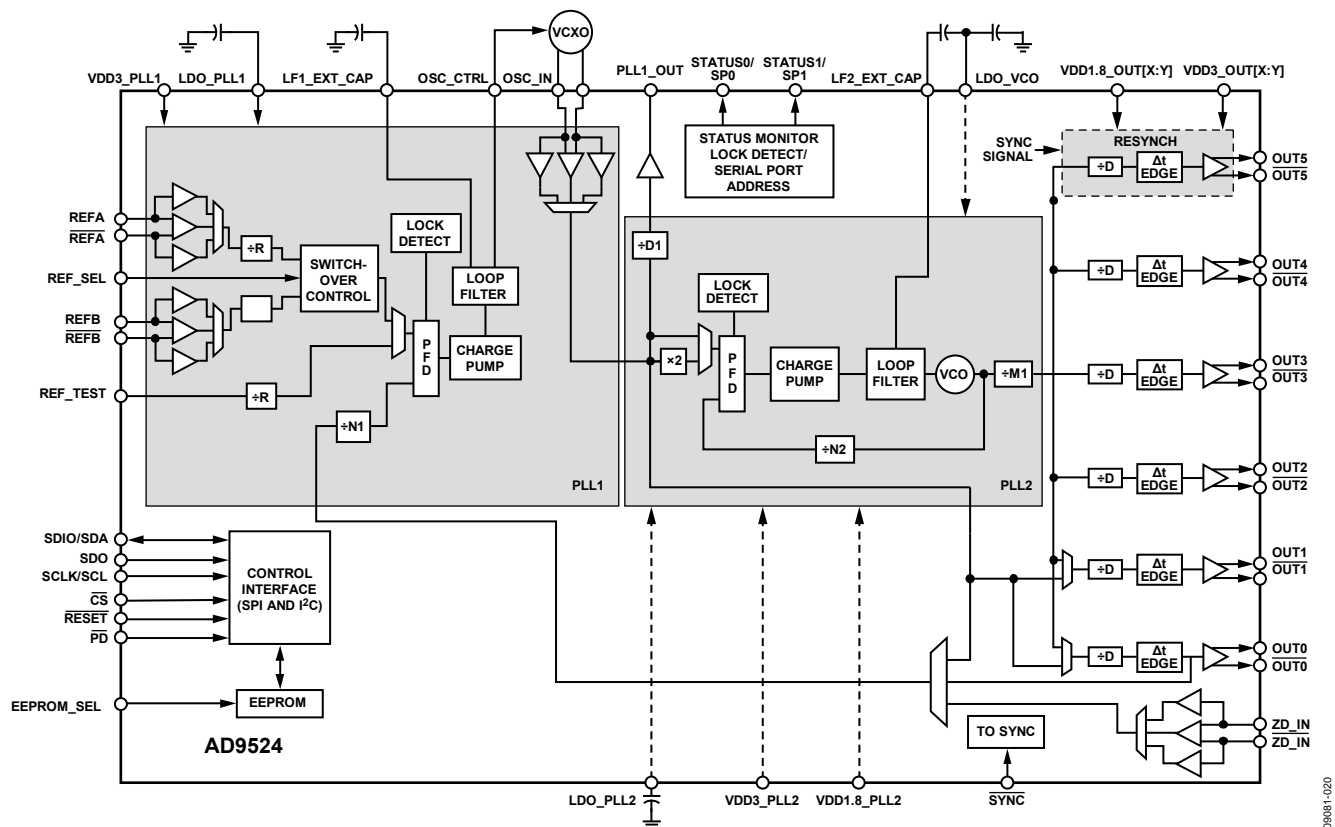 VCXO
VDD3_PLL1
LDO_PLL1
LF1_EXT_CAP
OSC_CTRL
OSC_IN
PLL1_OUT
STATUS0/
SP0
STATUS1/
SP1
LF2_EXT_CAP
LDO_VCO
VDD1.8_OUT[X:Y]
VDD3_OUT[X:Y]
STATUS MONITOR
LOCK DETECT/
SERIAL PORT
ADDRESS
SYNC
SIGNAL
RESYNCH
÷D
Δt
EDGE
OUT5
OUT5
REFA
REFA
÷R
REF_SEL
SWITCH-
OVER
CONTROL
REFB
REFB
LOCK
DETECT
LOOP
FILTER
P
F
D
CHARGE
PUMP
REF_TEST
÷R
÷N1
PLL1
÷D1
LOCK
DETECT
×2
P
F
D
CHARGE
PUMP
LOOP
FILTER
VCO
÷M1
÷N2
PLL2
÷D
Δt
EDGE
OUT4
OUT4
÷D
Δt
EDGE
OUT3
OUT3
÷D
Δt
EDGE
OUT2
OUT2
÷D
Δt
EDGE
OUT1
OUT1
÷D
Δt
EDGE
OUT0
OUT0
SDIO/SDA
SDO
SCLK/SCL
CS
RESET
PD
CONTROL
INTERFACE
(SPI AND I²C)
EEPROM_SEL
EEPROM
AD9524
TO SYNC
ZD_IN
ZD_IN
LDO_PLL2
VDD3_PLL2
VDD1.8_PLL2
SYNC
09081-020